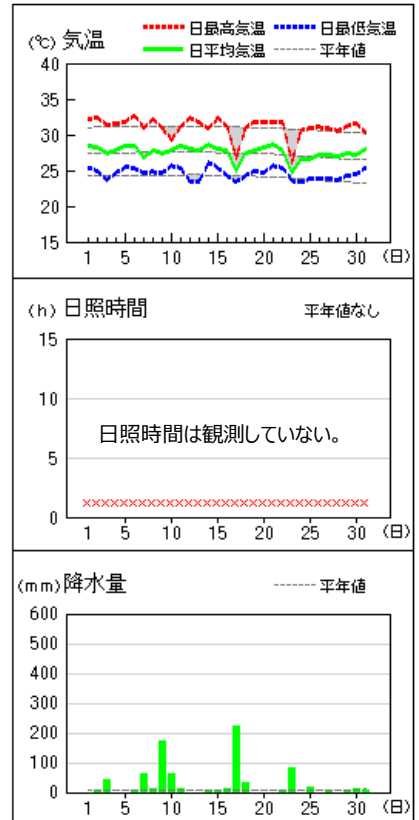 (℃) 気温 日最高気温 日最低気温
日平均気温 平年値
40
35
30
25
20
15
1 5 10 15 20 25 30 (日)
(h) 日照時間 平年値なし
15
10
日照時間は観測していない。
5
0
1 5 10 15 20 25 30 (日)
(mm) 降水量 平年値
600
500
400
300
200
100
0
1 5 10 15 20 25 30 (日)